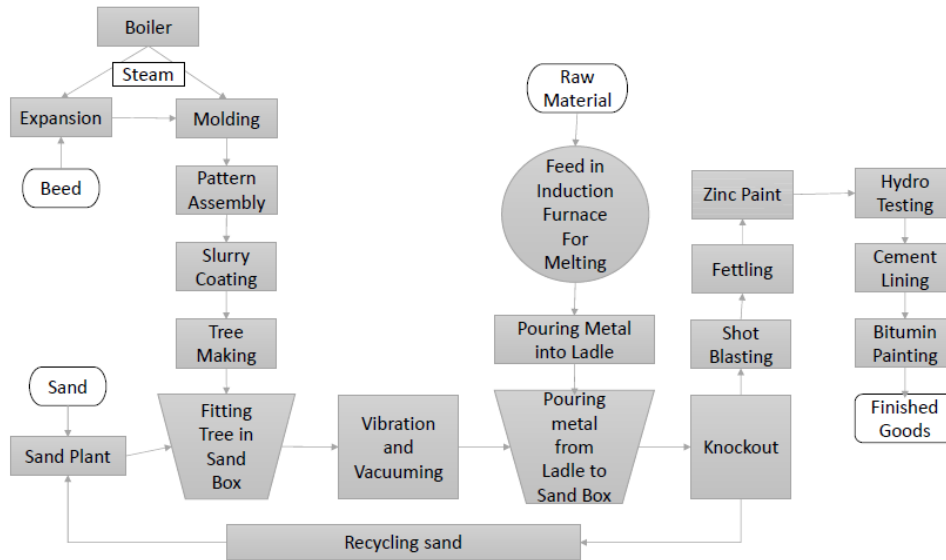 Boiler
Steam
Expansion
Molding
Beed
Pattern
Assembly
Slurry
Coating
Tree
Making
Sand
Sand Plant
Fitting
Tree in
Sand
Box
Vibration
and
Vacuuming
Raw
Material
Feed in
Induction
Furnace
For
Melting
Pouring Metal
into Ladle
Pouring
metal
from
Ladle to
Sand Box
Knockout
Recycling sand
Shot
Blasting
Fettling
Zinc Paint
Hydro
Testing
Cement
Lining
Bitumin
Painting
Finished
Goods